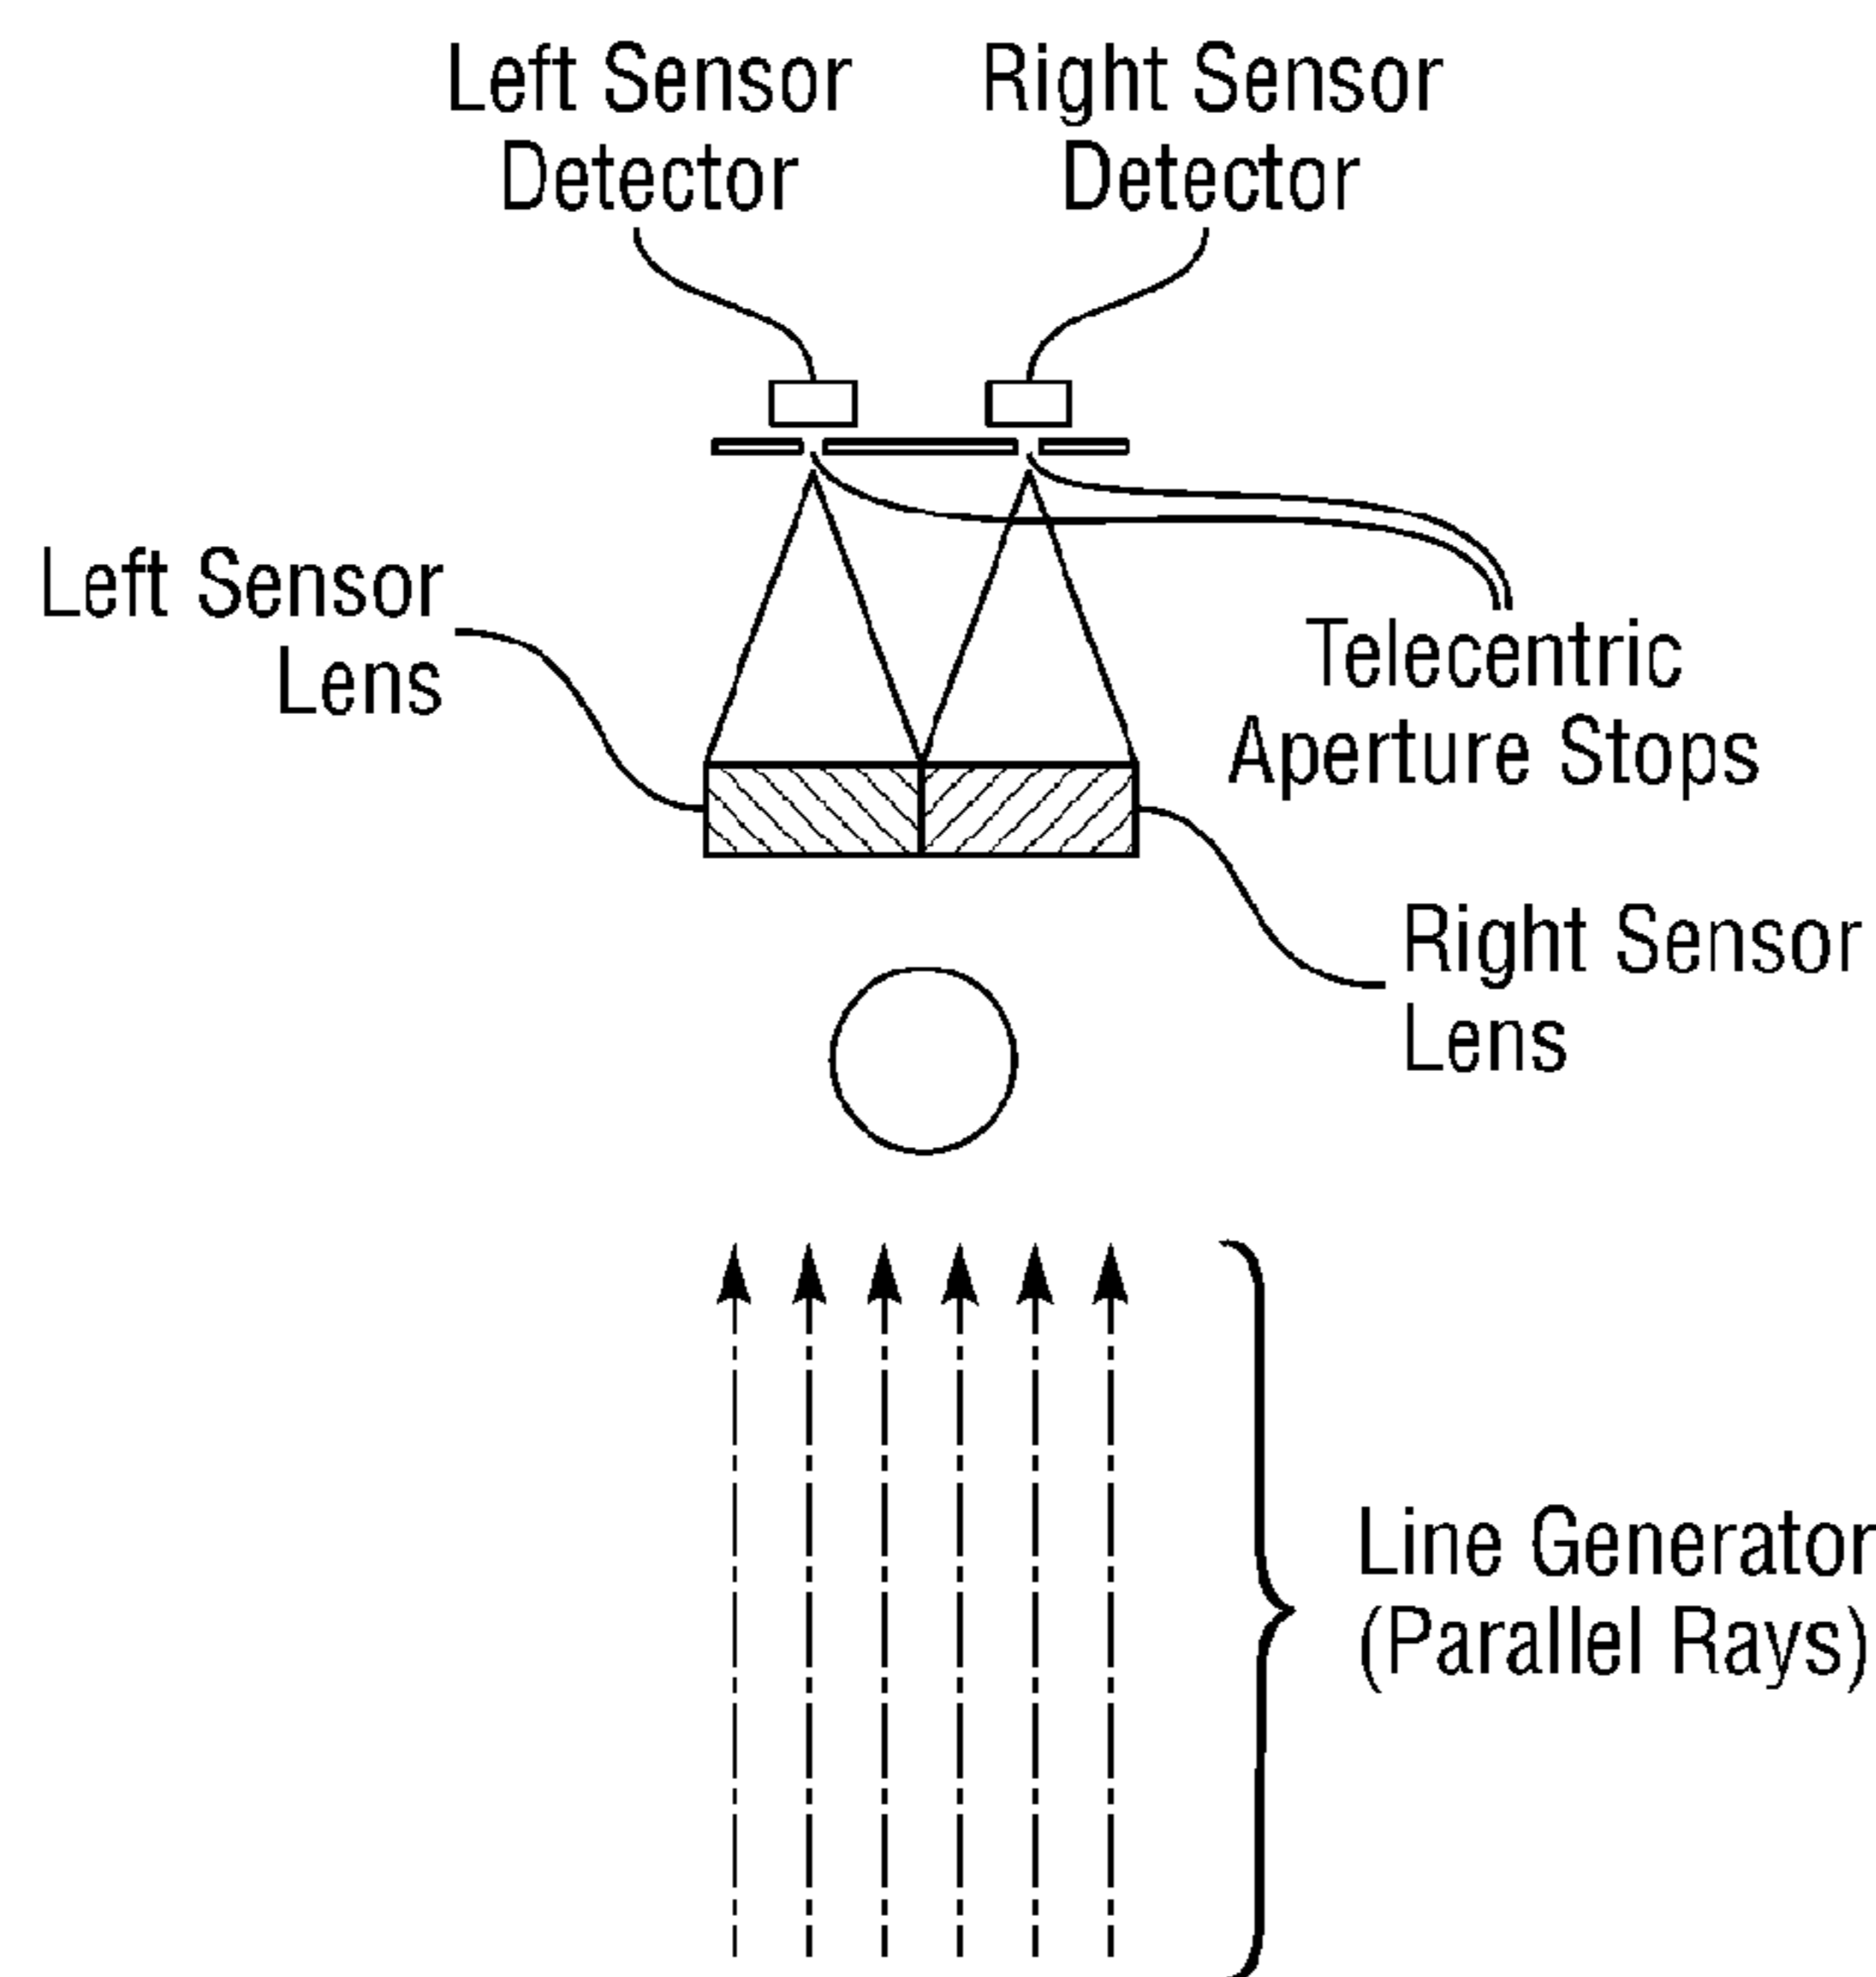 Left Sensor
Detector
Right Sensor
Detector
Left Sensor
Lens
Telecentric
Aperture Stops
Right Sensor
Lens
Line Generator
(Parallel Rays)